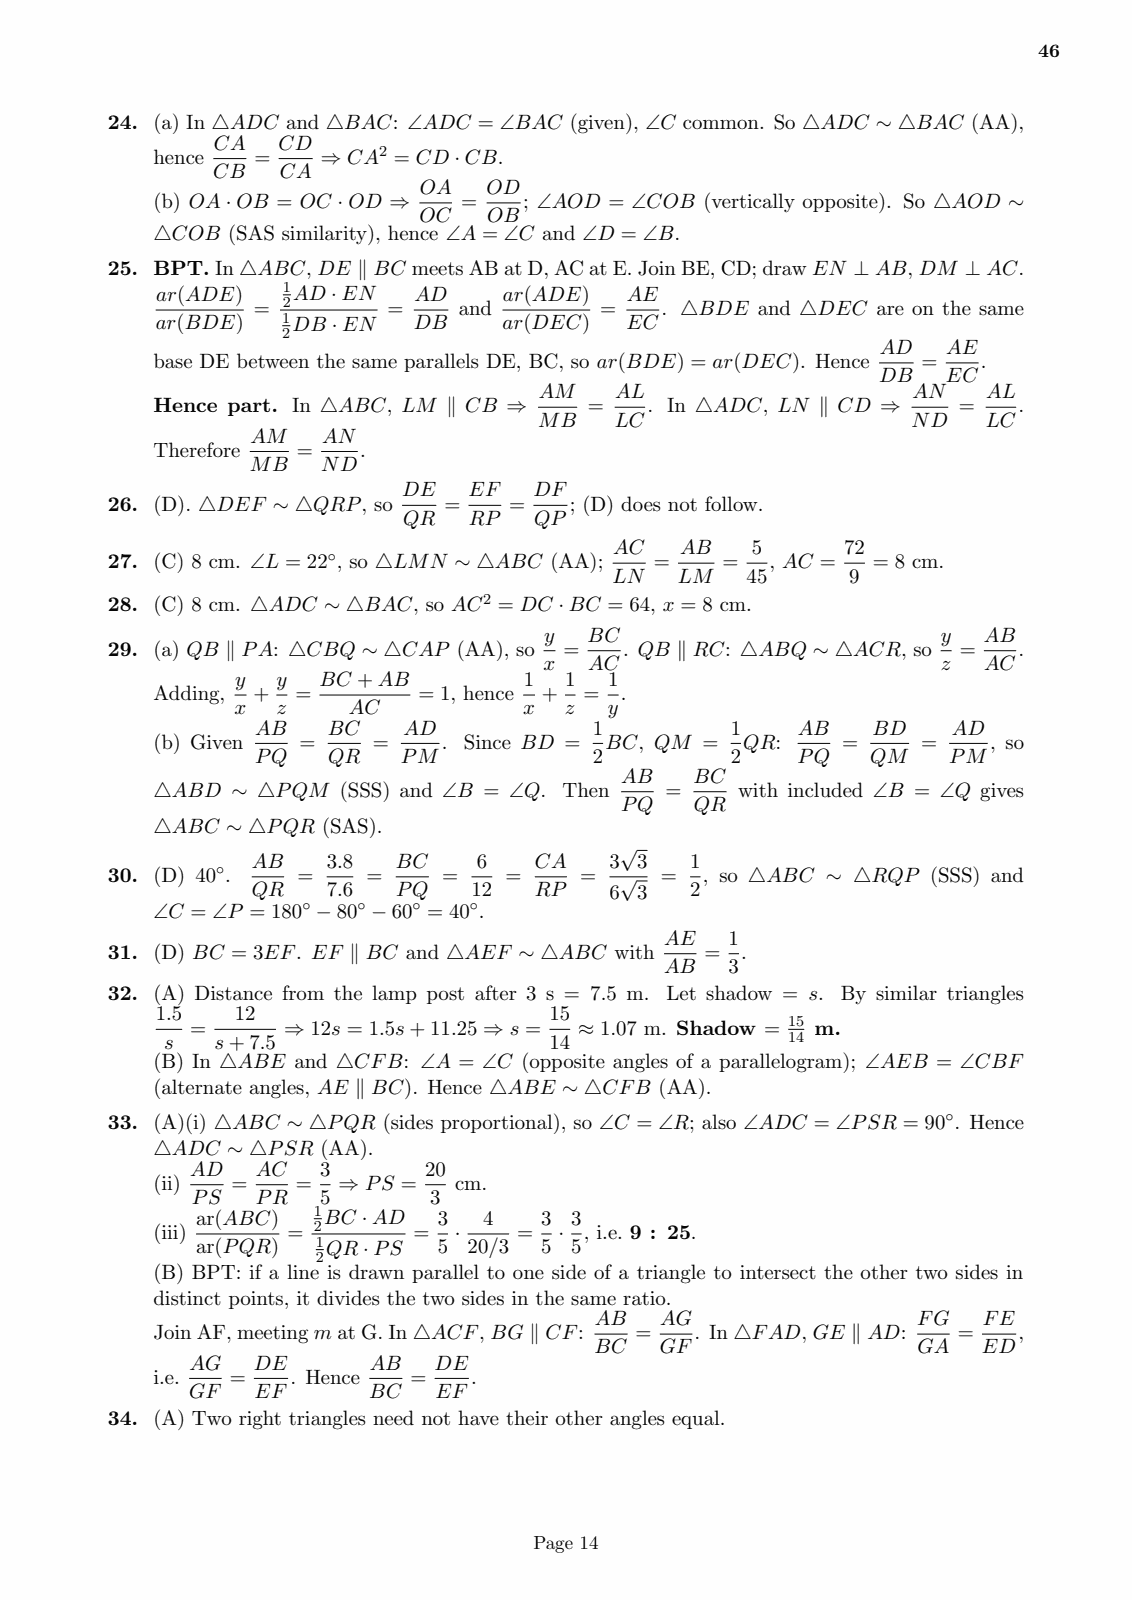 46
24. (a) In △ADC and △BAC: ∠ADC = ∠BAC (given), ∠C common. So △ADC ∼ △BAC (AA),
hence CA/CB = CD/CA ⇒ CA² = CD · CB.
(b) OA · OB = OC · OD ⇒ OA/OC = OD/OB; ∠AOD = ∠COB (vertically opposite). So △AOD ∼
△COB (SAS similarity), hence ∠A = ∠C and ∠D = ∠B.
25. BPT. In △ABC, DE ∥ BC meets AB at D, AC at E. Join BE, CD; draw EN ⊥ AB, DM ⊥ AC.
ar(ADE)/ar(BDE) = (½AD · EN)/(½DB · EN) = AD/DB and ar(ADE)/ar(DEC) = AE/EC. △BDE and △DEC are on the same
base DE between the same parallels DE, BC, so ar(BDE) = ar(DEC). Hence AD/DB = AE/EC.
Hence part. In △ABC, LM ∥ CB ⇒ AM/MB = AL/LC. In △ADC, LN ∥ CD ⇒ AN/ND = AL/LC.
Therefore AM/MB = AN/ND.
26. (D). △DEF ∼ △QRP, so DE/QR = EF/RP = DF/QP; (D) does not follow.
27. (C) 8 cm. ∠L = 22°, so △LMN ∼ △ABC (AA); AC/LN = AB/LM = 5/45, AC = 72/9 = 8 cm.
28. (C) 8 cm. △ADC ∼ △BAC, so AC² = DC · BC = 64, x = 8 cm.
29. (a) QB ∥ PA: △CBQ ∼ △CAP (AA), so y/x = BC/AC. QB ∥ RC: △ABQ ∼ △ACR, so y/z = AB/AC.
Adding, y/x + y/z = (BC + AB)/AC = 1, hence 1/x + 1/z = 1/y.
(b) Given AB/PQ = BC/QR = AD/PM. Since BD = 1/2 BC, QM = 1/2 QR: AB/PQ = BD/QM = AD/PM, so
△ABD ∼ △PQM (SSS) and ∠B = ∠Q. Then AB/PQ = BC/QR with included ∠B = ∠Q gives
△ABC ∼ △PQR (SAS).
30. (D) 40°. AB/QR = 3.8/7.6 = BC/PQ = 6/12 = CA/RP = 3√3/6√3 = 1/2, so △ABC ∼ △RQP (SSS) and
∠C = ∠P = 180° − 80° − 60° = 40°.
31. (D) BC = 3EF. EF ∥ BC and △AEF ∼ △ABC with AE/AB = 1/3.
32. (A) Distance from the lamp post after 3 s = 7.5 m. Let shadow = s. By similar triangles
1.5/s = 12/(s + 7.5) ⇒ 12s = 1.5s + 11.25 ⇒ s = 15/14 ≈ 1.07 m. Shadow = 15/14 m.
(B) In △ABE and △CFB: ∠A = ∠C (opposite angles of a parallelogram); ∠AEB = ∠CBF
(alternate angles, AE ∥ BC). Hence △ABE ∼ △CFB (AA).
33. (A)(i) △ABC ∼ △PQR (sides proportional), so ∠C = ∠R; also ∠ADC = ∠PSR = 90°. Hence
△ADC ∼ △PSR (AA).
(ii) AD/PS = AC/PR = 3/5 ⇒ PS = 20/3 cm.
(iii) ar(ABC)/ar(PQR) = (½BC · AD)/(½QR · PS) = 3/5 · 4/(20/3) = 3/5 · 3/5, i.e. 9 : 25.
(B) BPT: if a line is drawn parallel to one side of a triangle to intersect the other two sides in
distinct points, it divides the two sides in the same ratio.
Join AF, meeting m at G. In △ACF, BG ∥ CF: AB/BC = AG/GF. In △FAD, GE ∥ AD: FG/GA = FE/ED,
i.e. AG/GF = DE/EF. Hence AB/BC = DE/EF.
34. (A) Two right triangles need not have their other angles equal.
Page 14